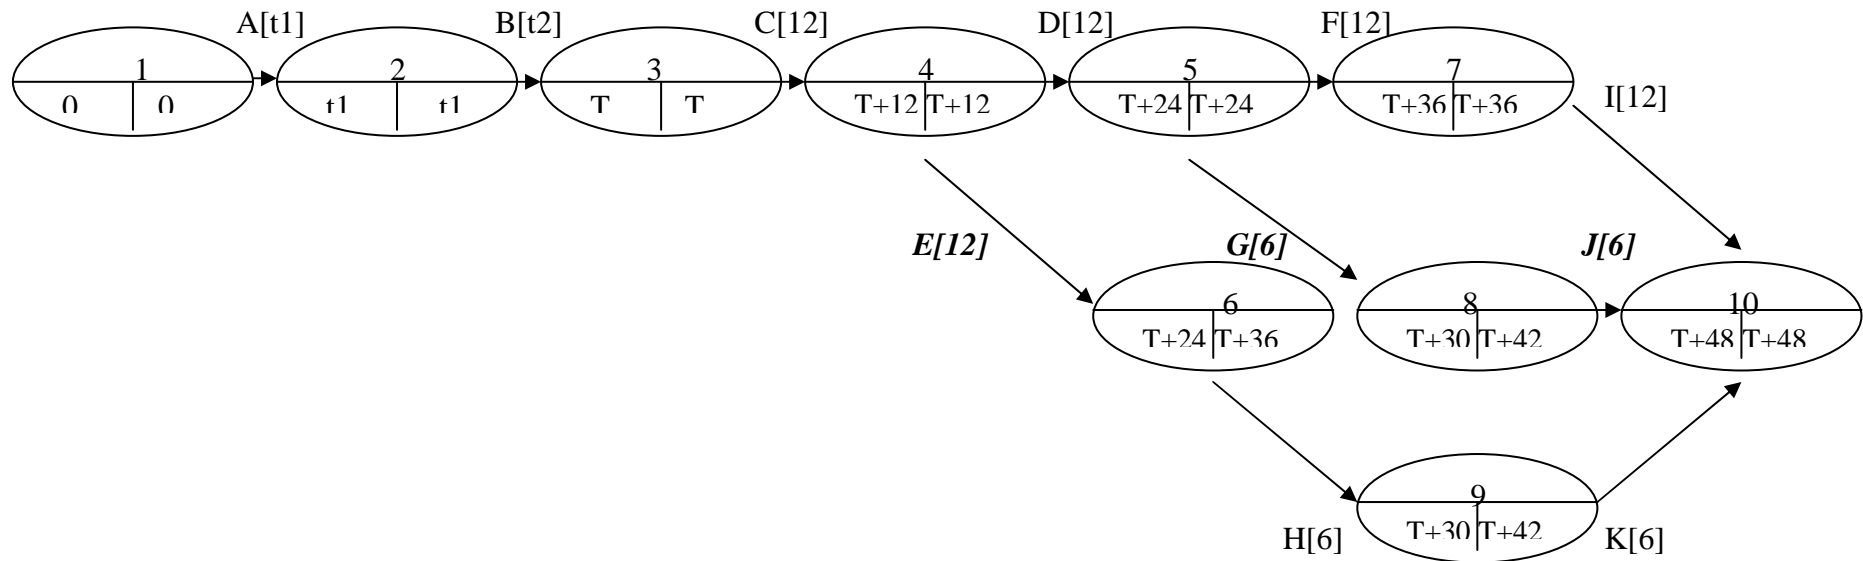 A[t1] B[t2] C[12] D[12] F[12]
1 2 3 4 5 7
0 0 t1 t1 T T T+12 T+12 T+24 T+24 T+36 T+36
I[12]
E[12] G[6] J[6]
6 8 10
T+24 T+36 T+30 T+42 T+48 T+48
9
T+30 T+42
H[6] K[6]